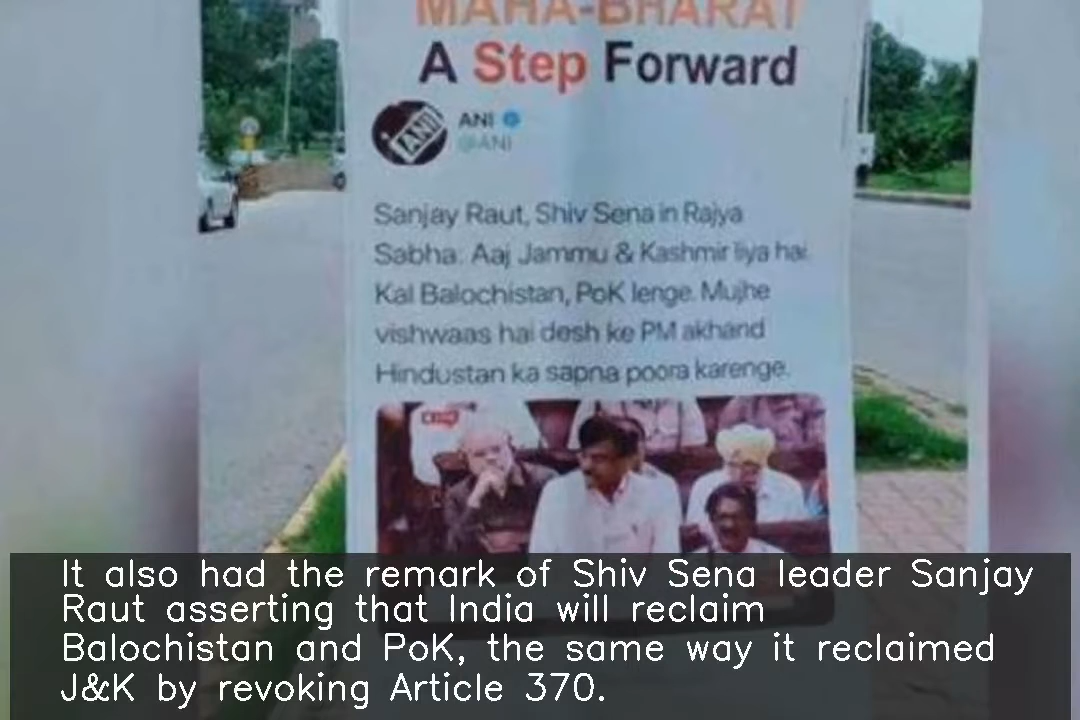 MAHA-BHARAT
A Step Forward
ANI
@ANI
Sanjay Raut, Shiv Sena in Rajya
Sabha: Aaj Jammu & Kashmir liya hai.
Kal Balochistan, PoK lenge. Mujhe
vishwaas hai desh ke PM akhand
Hindustan ka sapna poora karenge.
It also had the remark of Shiv Sena leader Sanjay
Raut asserting that India will reclaim
Balochistan and PoK, the same way it reclaimed
J&K by revoking Article 370.